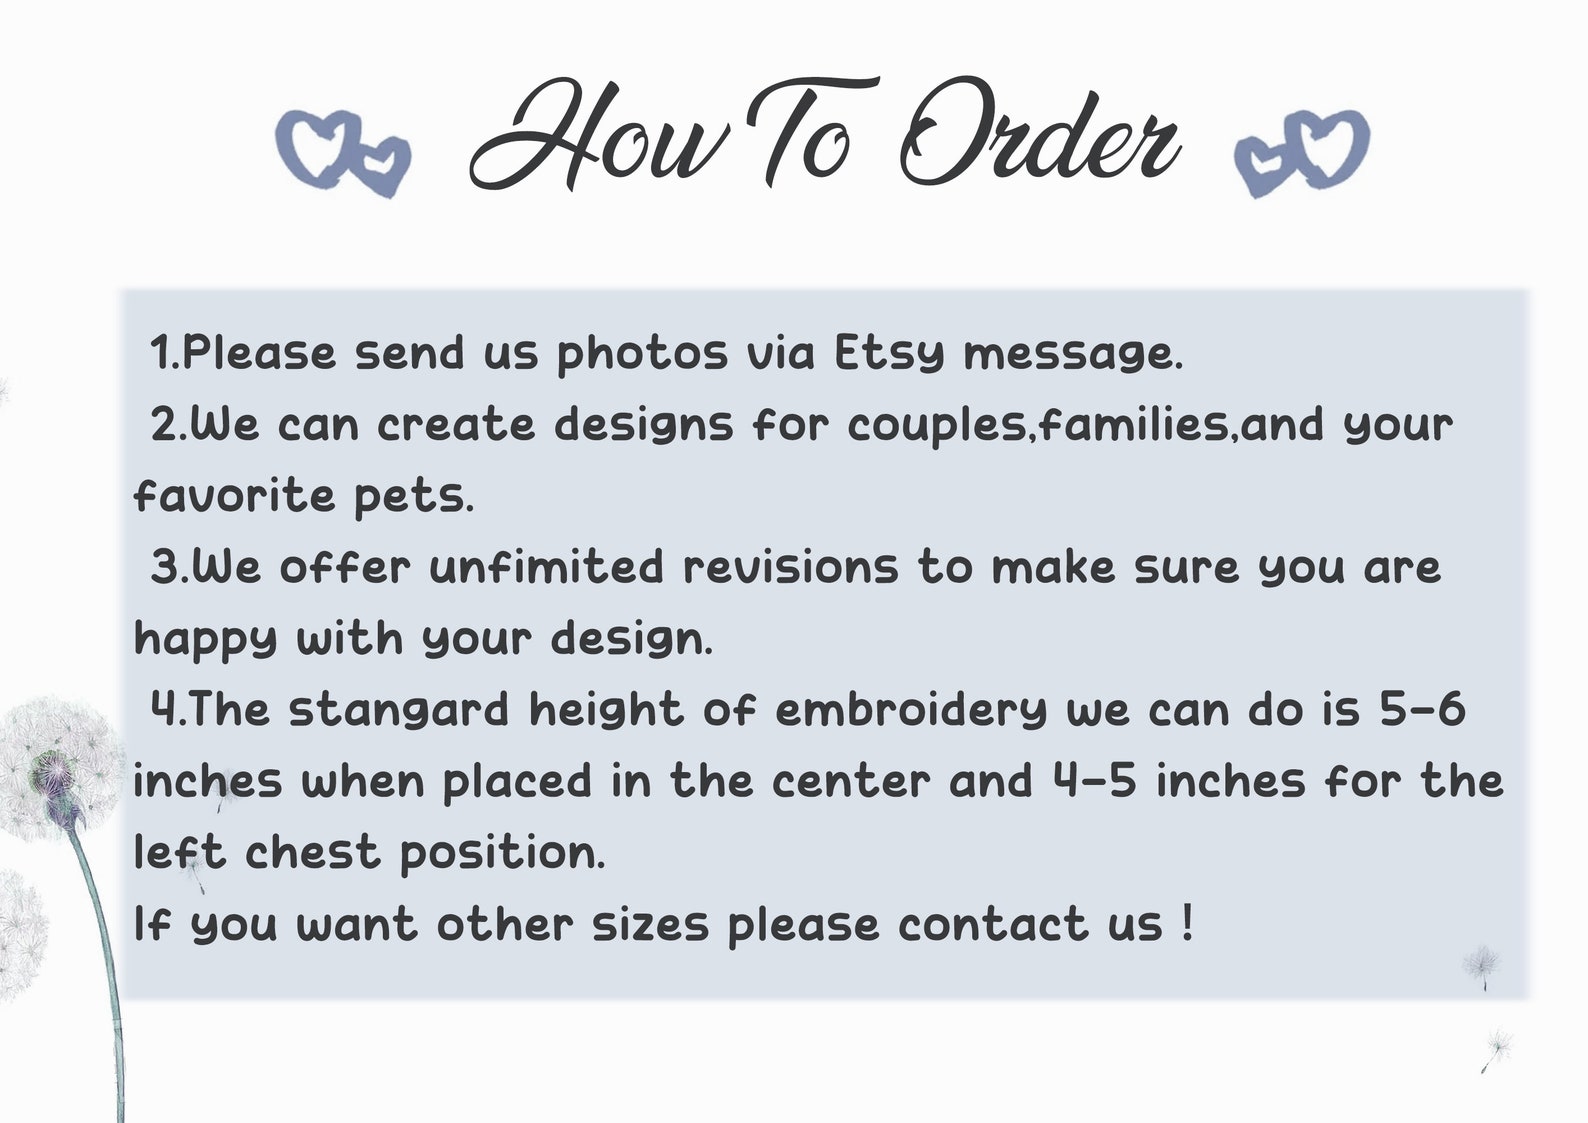 How To Order
1.Please send us photos via Etsy message.
2.We can create designs for couples,families,and your
favorite pets.
3.We offer unfimited revisions to make sure you are
happy with your design.
4.The stangard height of embroidery we can do is 5-6
inches when placed in the center and 4-5 inches for the
left chest position.
If you want other sizes please contact us !